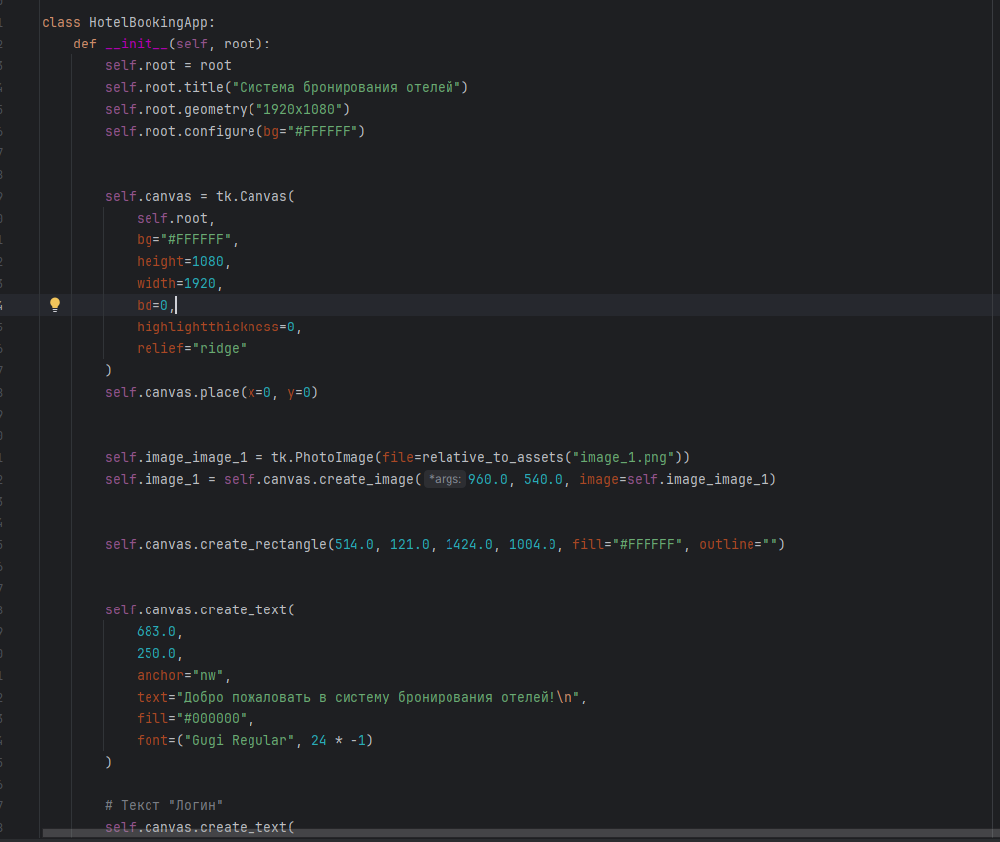 class HotelBookingApp:
def __init__(self, root):
self.root = root
self.root.title("Система бронирования отелей")
self.root.geometry("1920x1080")
self.root.configure(bg="#FFFFFF")
self.canvas = tk.Canvas(
self.root,
bg="#FFFFFF",
height=1080,
width=1920,
bd=0,
highlightthickness=0,
relief="ridge"
)
self.canvas.place(x=0, y=0)
self.image_image_1 = tk.PhotoImage(file=relative_to_assets("image_1.png"))
self.image_1 = self.canvas.create_image(*args: 960.0, 540.0, image=self.image_image_1)
self.canvas.create_rectangle(514.0, 121.0, 1424.0, 1004.0, fill="#FFFFFF", outline="")
self.canvas.create_text(
683.0,
250.0,
anchor="nw",
text="Добро пожаловать в систему бронирования отелей!\n",
fill="#000000",
font=("Gugi Regular", 24 * -1)
)
# Текст "Логин"
self.canvas.create_text(